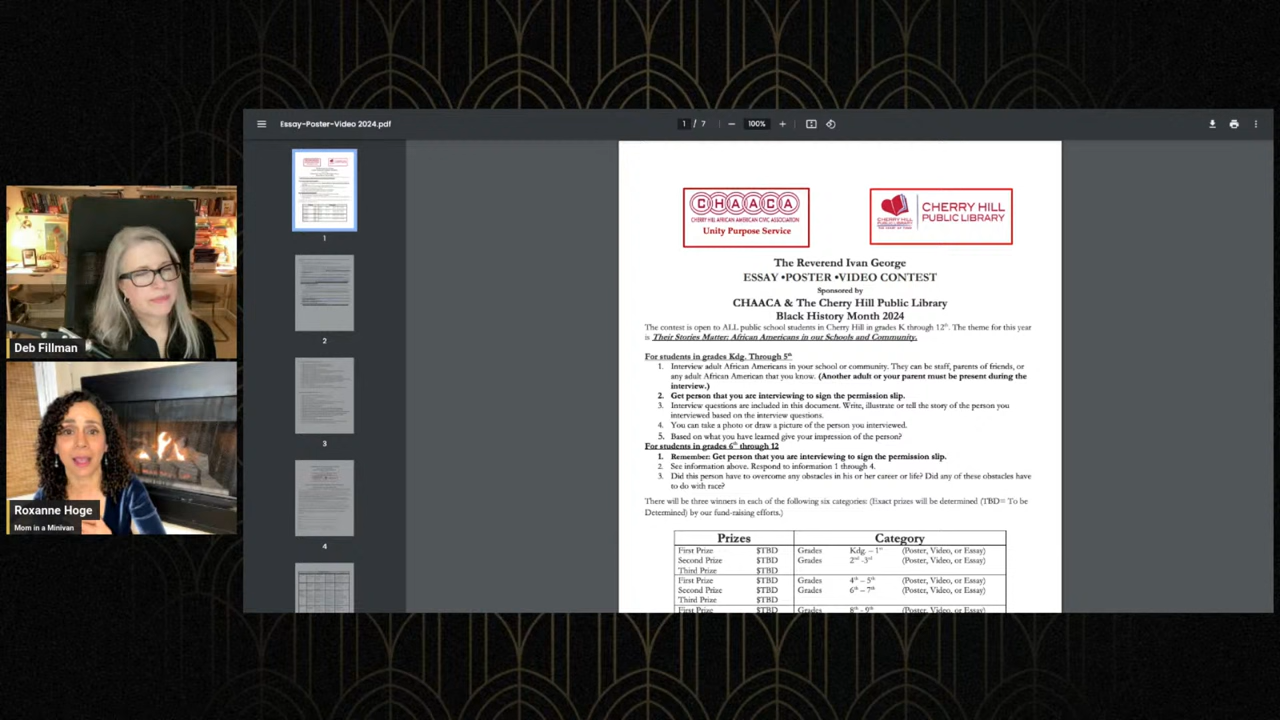 Essay-Poster-Video 2024.pdf
1 / 7
100%
1
2
3
4
CHAACA
CHERRY HILL AFRICAN AMERICAN CIVIC ASSOCIATION
Unity Purpose Service
CHERRY HILL
PUBLIC LIBRARY
The Reverend Ivan George
ESSAY •POSTER •VIDEO CONTEST
Sponsored by
CHAACA & The Cherry Hill Public Library
Black History Month 2024
The contest is open to ALL public school students in Cherry Hill in grades K through 12th. The theme for this year
is Their Stories Matter: African Americans in our Schools and Community.
For students in grades Kdg. Through 5th
1. Interview adult African Americans in your school or community. They can be staff, parents of friends, or
any adult African American that you know. (Another adult or your parent must be present during the
interview.)
2. Get person that you are interviewing to sign the permission slip.
3. Interview questions are included in this document. Write, illustrate or tell the story of the person you
interviewed based on the interview questions.
4. You can take a photo or draw a picture of the person you interviewed.
5. Based on what you have learned give your impression of the person?
For students in grades 6th through 12
1. Remember: Get person that you are interviewing to sign the permission slip.
2. See information above. Respond to information 1 through 4.
3. Did this person have to overcome any obstacles in his or her career or life? Did any of these obstacles have
to do with race?
There will be three winners in each of the following six categories: (Exact prizes will be determined (TBD= To be
Determined) by our fund-raising efforts.)
Prizes Category
First Prize $TBD Grades Kdg. – 1st (Poster, Video, or Essay)
Second Prize $TBD Grades 2nd -3rd (Poster, Video, or Essay)
Third Prize $TBD
First Prize $TBD Grades 4th – 5th (Poster, Video, or Essay)
Second Prize $TBD Grades 6th – 7th (Poster, Video, or Essay)
Third Prize $TBD
First Prize $TBD Grades 8th - 9th (Poster, Video, or Essay)
Deb Fillman
Roxanne Hoge
Mom in a Minivan